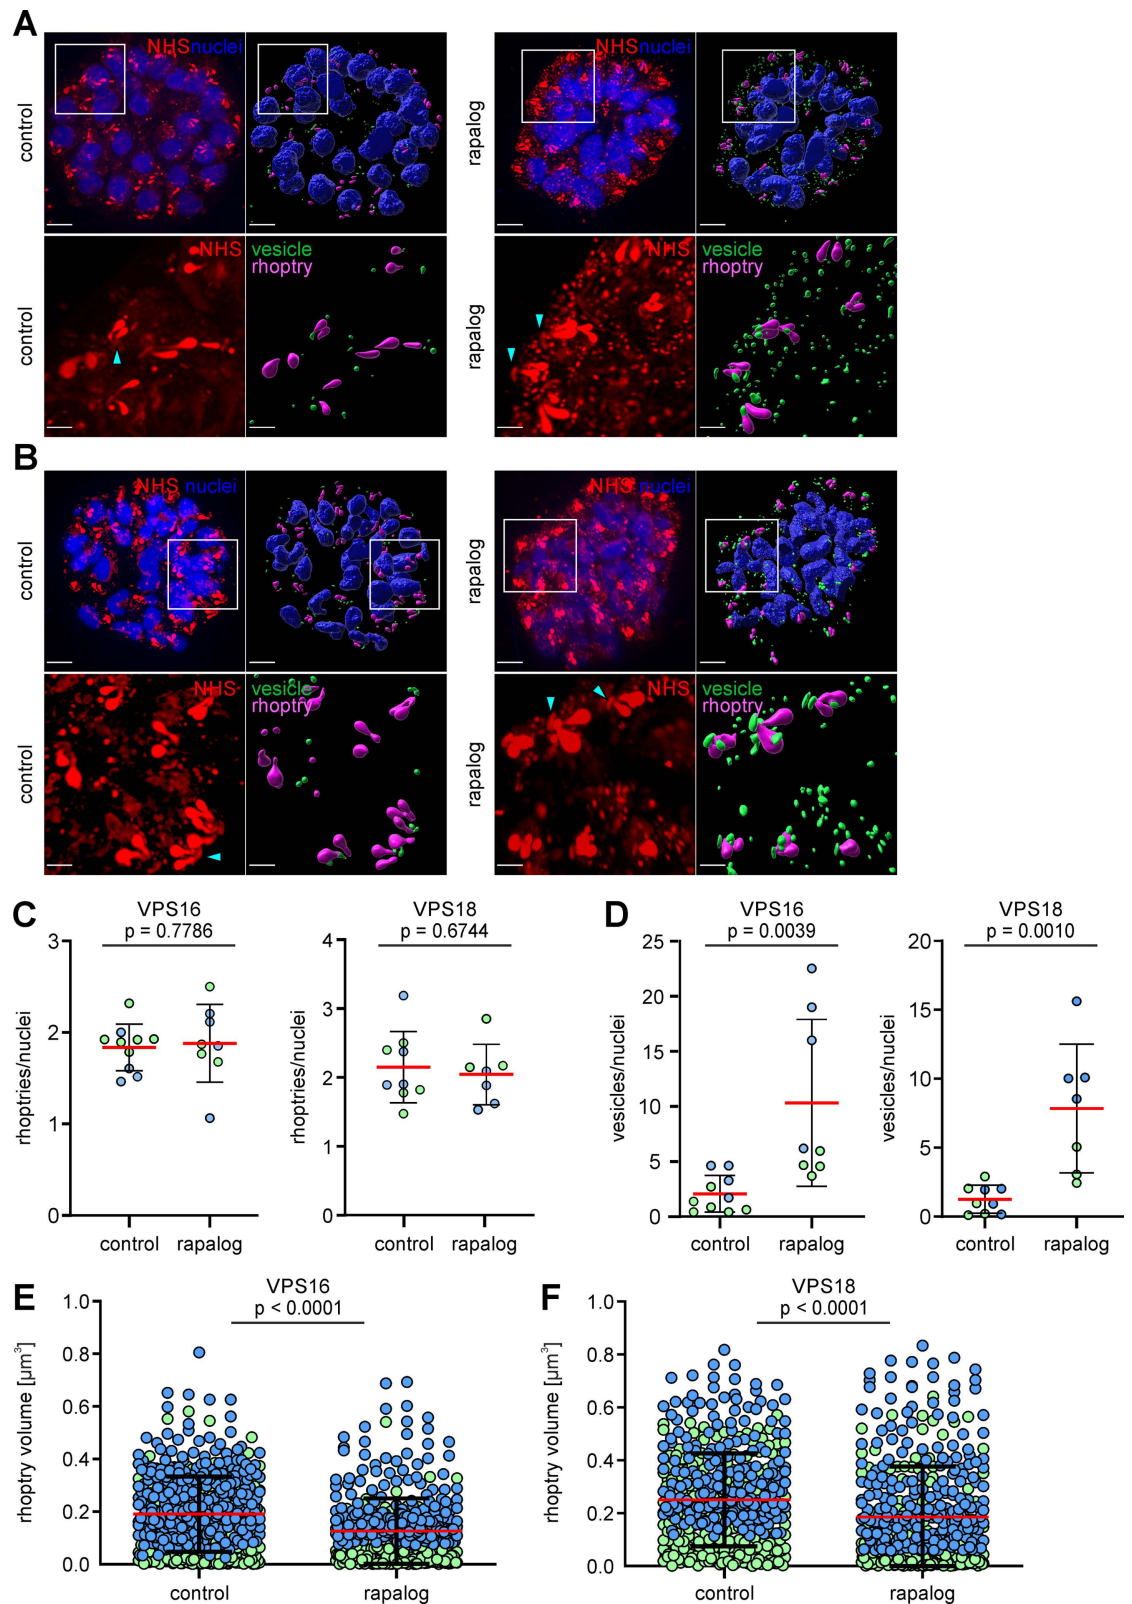 A
control
NHS nuclei
rapalog
NHS nuclei
control
NHS
vesicle
rhoptry
rapalog
NHS
vesicle
rhoptry
B
control
NHS nuclei
rapalog
NHS nuclei
control
NHS
vesicle
rhoptry
rapalog
NHS
vesicle
rhoptry
C
VPS16
p = 0.7786
rhoptries/nuclei
3
2
1
0
control rapalog
VPS18
p = 0.6744
rhoptries/nuclei
4
3
2
1
0
control rapalog
D
VPS16
p = 0.0039
vesicles/nuclei
25
20
15
10
5
0
control rapalog
VPS18
p = 0.0010
vesicles/nuclei
20
15
10
5
0
control rapalog
E
VPS16
p < 0.0001
rhoptry volume [µm³]
1.0
0.8
0.6
0.4
0.2
0.0
control rapalog
F
VPS18
p < 0.0001
rhoptry volume [µm³]
1.0
0.8
0.6
0.4
0.2
0.0
control rapalog